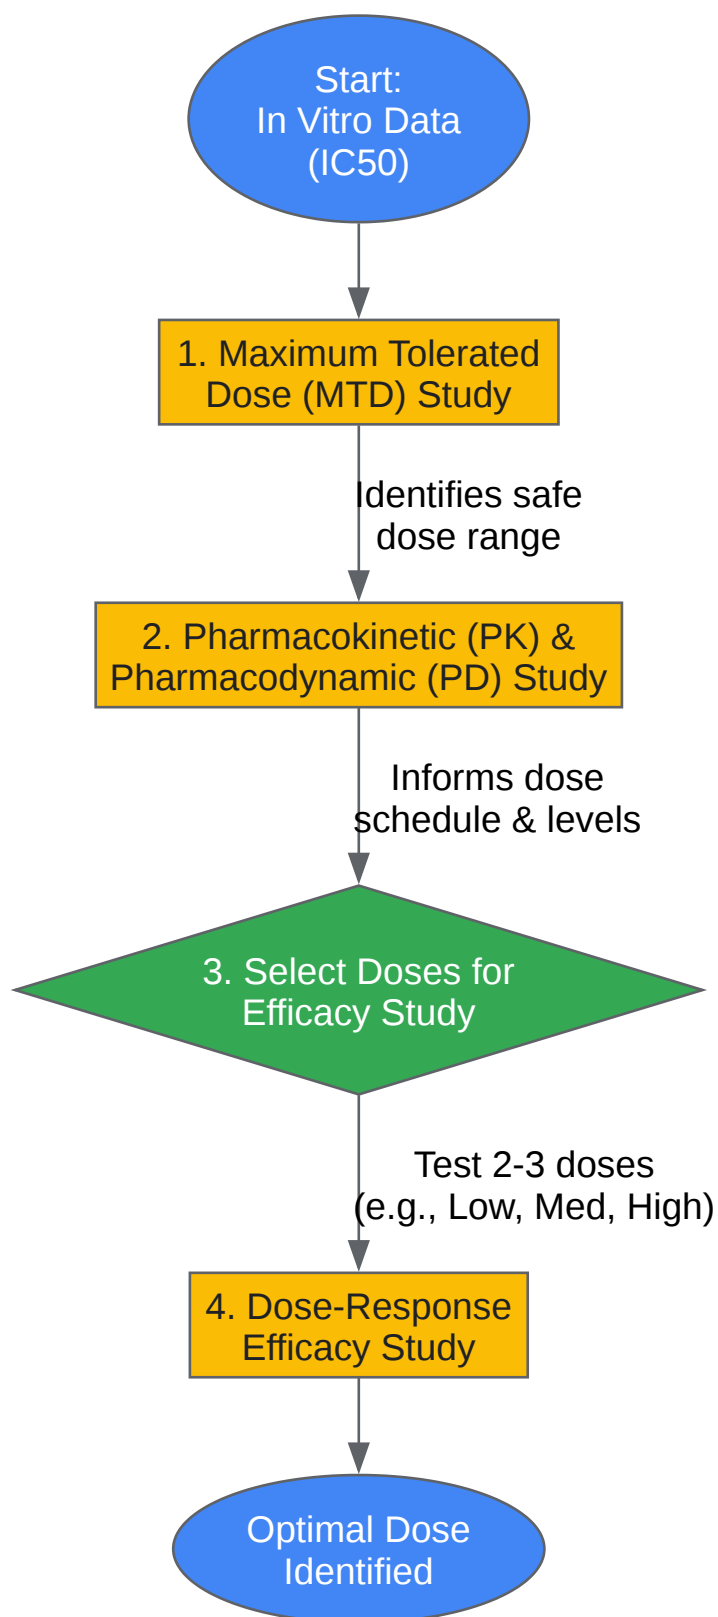 Start:
In Vitro Data
(IC50)
1. Maximum Tolerated
Dose (MTD) Study
Identifies safe
dose range
2. Pharmacokinetic (PK) &
Pharmacodynamic (PD) Study
Informs dose
schedule & levels
3. Select Doses for
Efficacy Study
Test 2-3 doses
(e.g., Low, Med, High)
4. Dose-Response
Efficacy Study
Optimal Dose
Identified